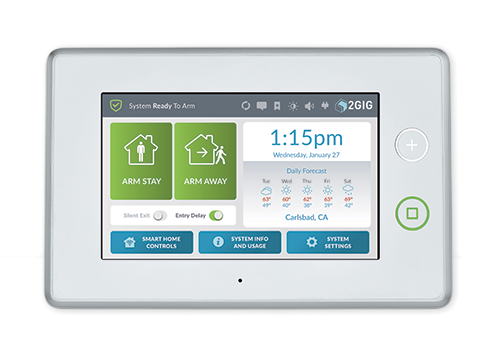 System Ready To Arm
2GIG
ARM STAY
ARM AWAY
Silent Exit
Entry Delay
1:15pm
Wednesday, January 27
Daily Forecast
Tue Wed Thu Fri Sat
63° 60° 62° 63° 69°
49° 40° 38° 39° 42°
Carlsbad, CA
SMART HOME CONTROLS
SYSTEM INFO AND USAGE
SYSTEM SETTINGS